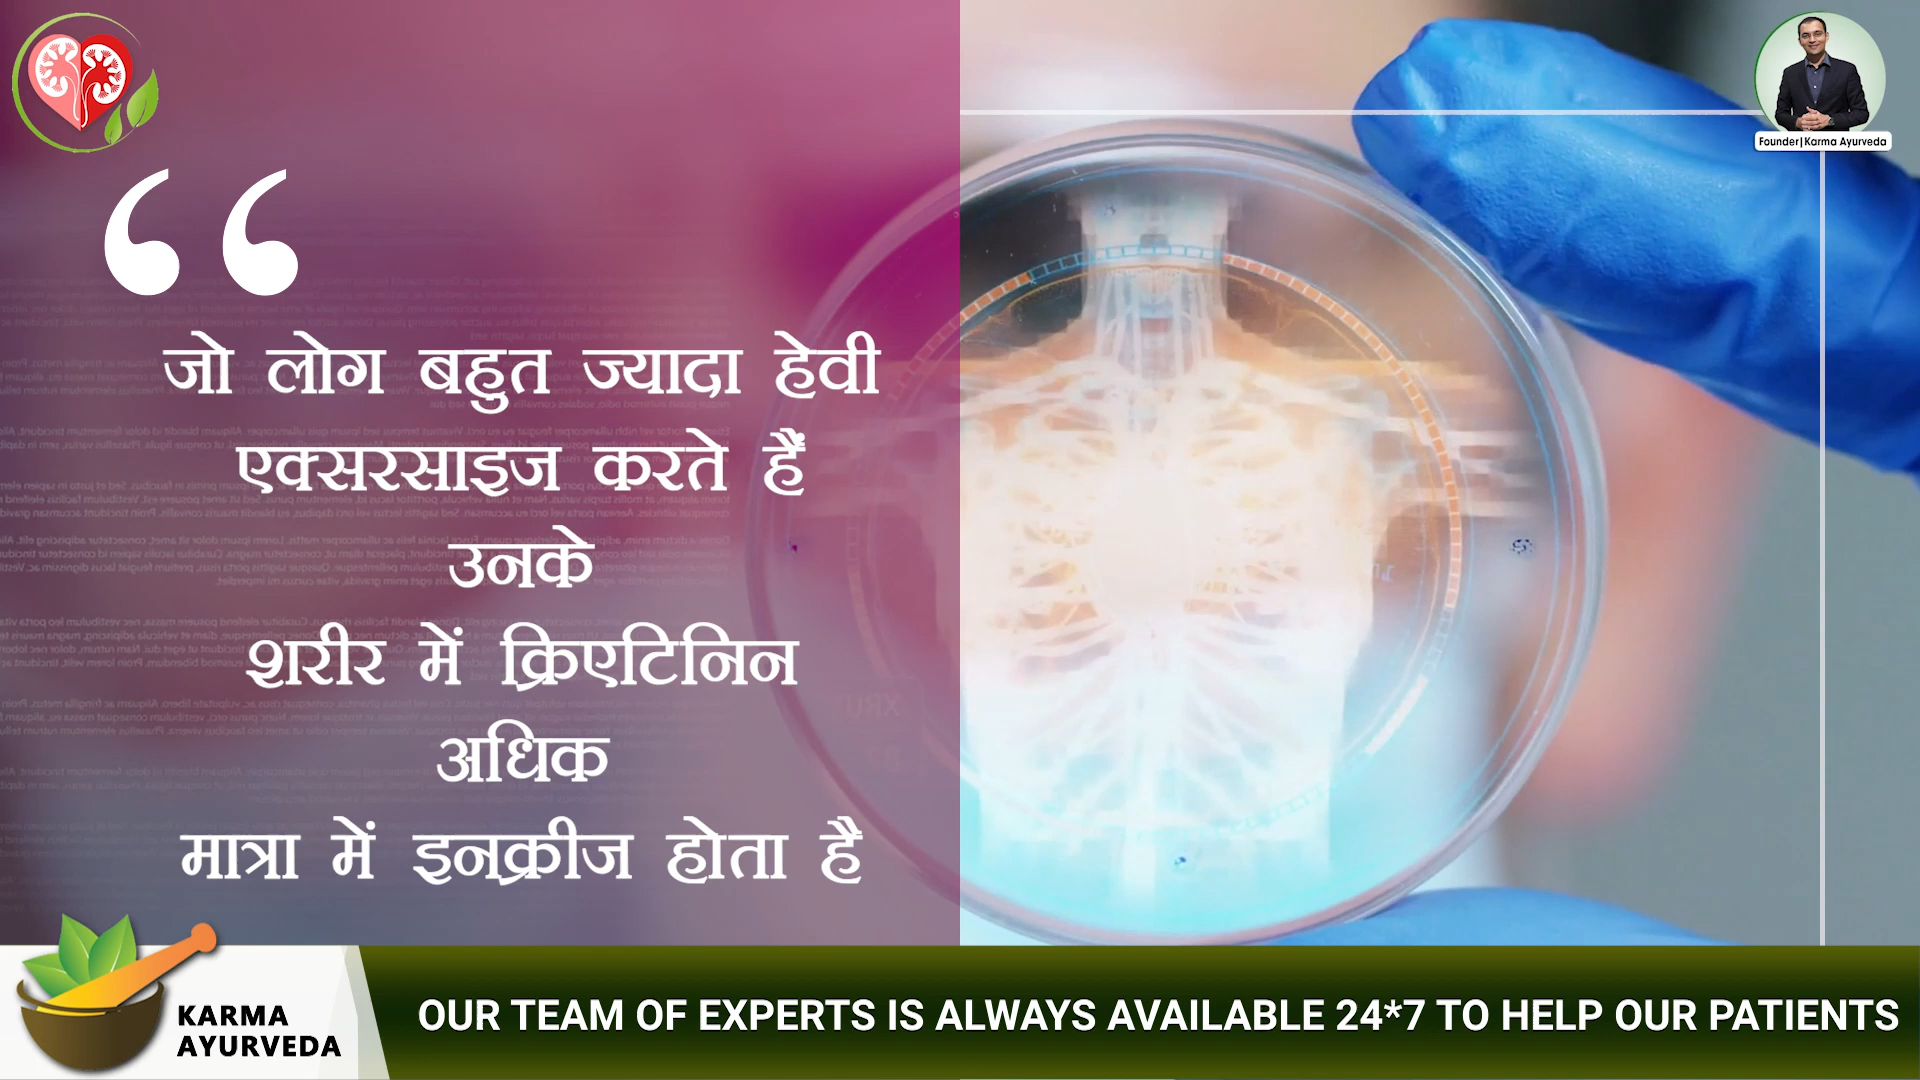 Founder|Karma Ayurveda
जो लोग बहुत ज्यादा हेवी
एक्सरसाइज करते हैं
उनके
शरीर में क्रिएटिनिन
अधिक
मात्रा में इनक्रीज होता है
KARMA
AYURVEDA
OUR TEAM OF EXPERTS IS ALWAYS AVAILABLE 24*7 TO HELP OUR PATIENTS